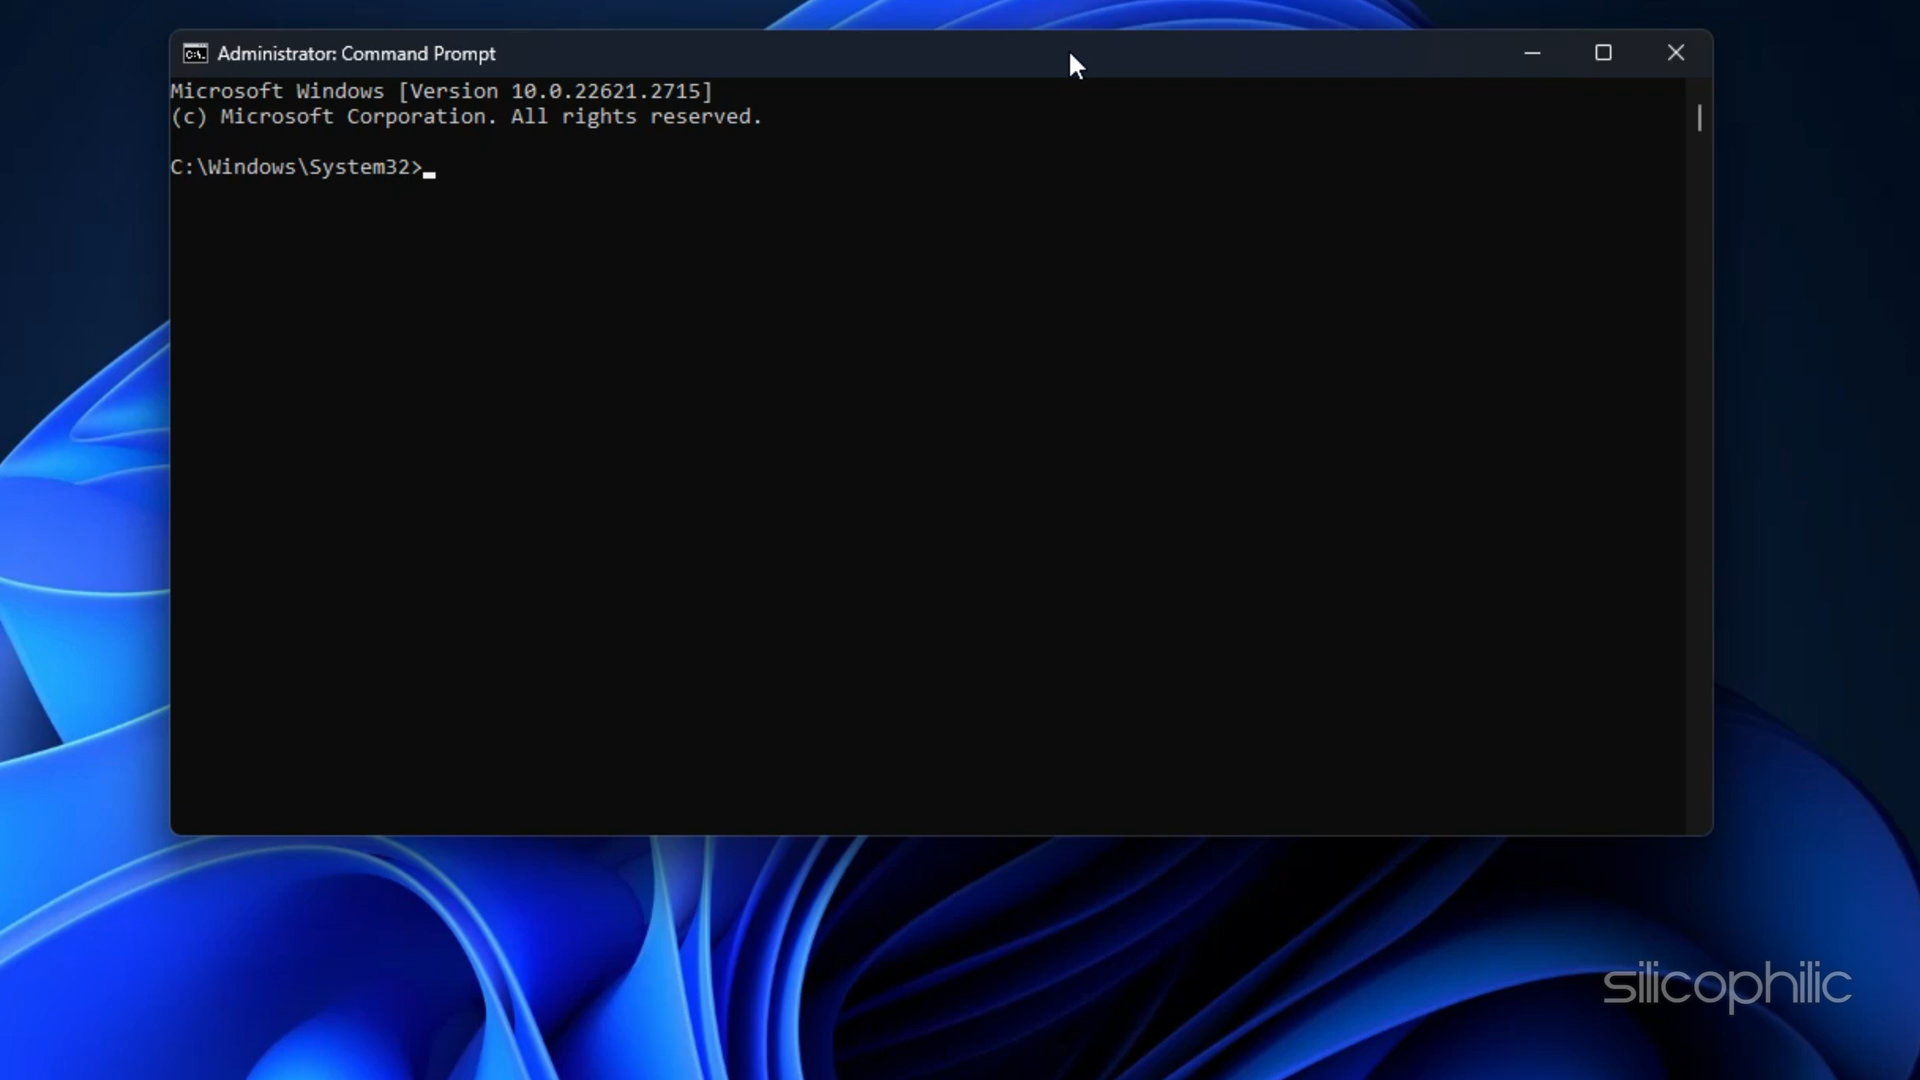 Administrator: Command Prompt
Microsoft Windows [Version 10.0.22621.2715]
(c) Microsoft Corporation. All rights reserved.
C:\Windows\System32>
silicophilic